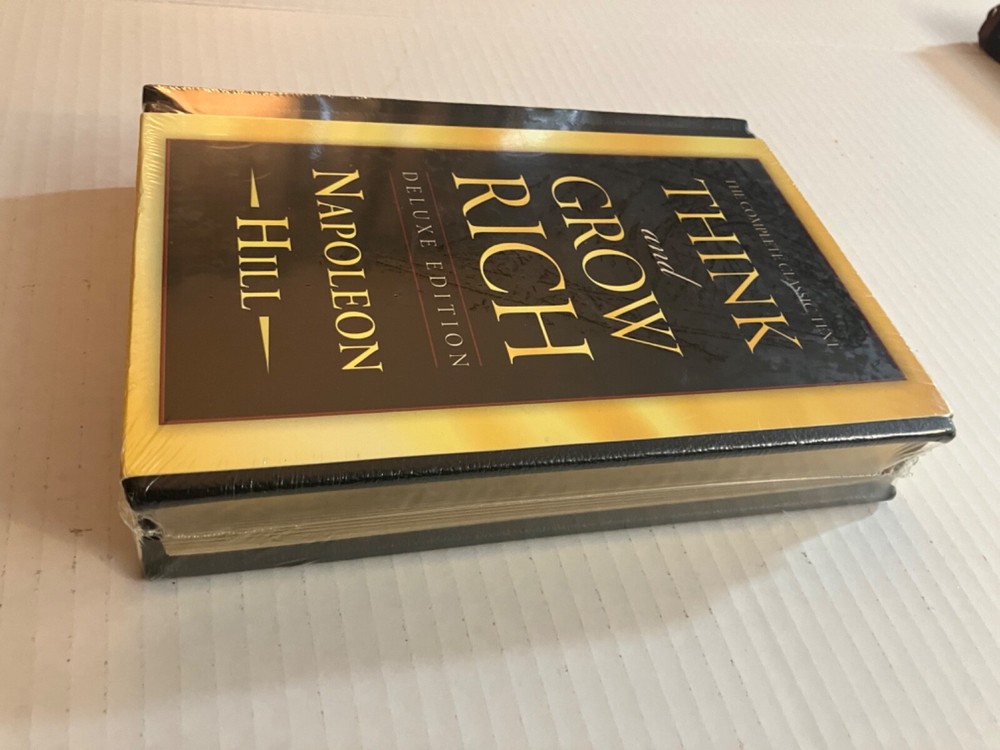 THE COMPLETE CLASSIC TEXT
THINK
and
GROW
RICH
DELUXE EDITION
NAPOLEON
HILL